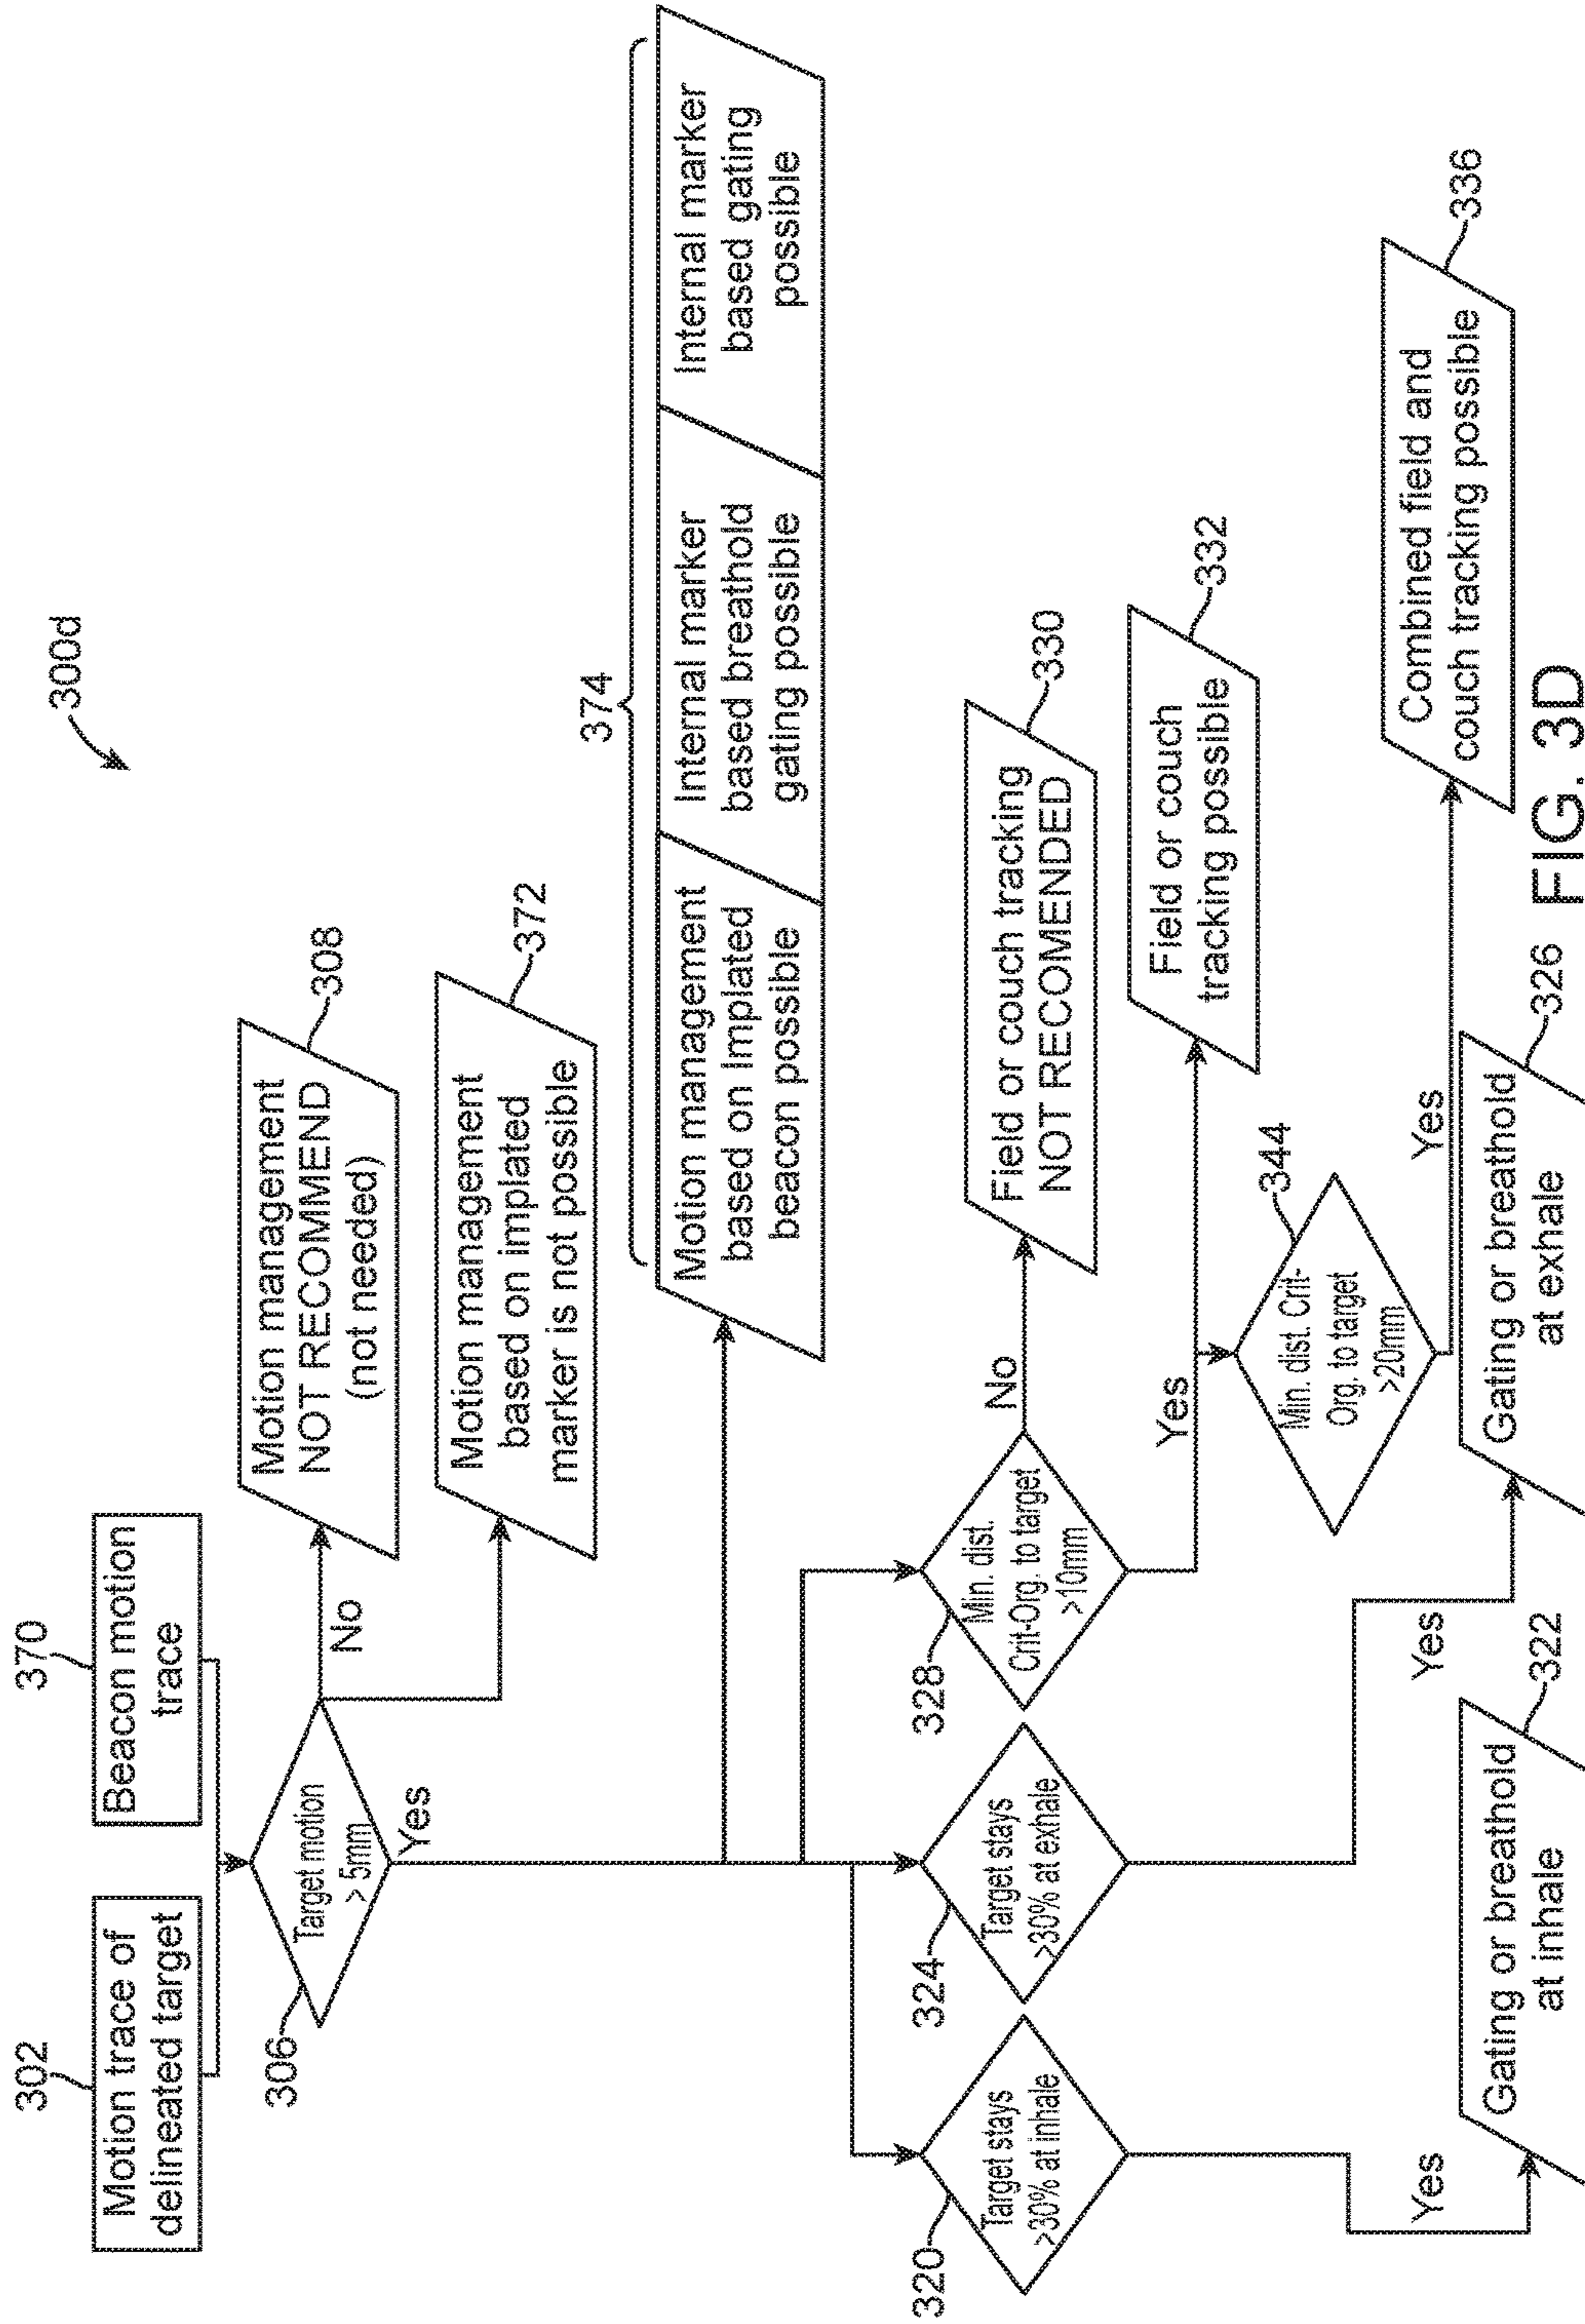 300d
302
370
Motion trace of
delineated target
Beacon motion
trace
306
Target motion
> 5mm
No
Yes
Motion management
NOT RECOMMEND
(not needed)
308
Motion management
based on implated
marker is not possible
372
374
Motion management
based on Implated
beacon possible
Internal marker
based breathold
gating possible
Internal marker
based gating
possible
320
Target stays
>30% at inhale
324
Target stays
>30% at exhale
328
Min. dist.
Crit-Org. to target
>10mm
No
Field or couch tracking
NOT RECOMENDED
330
Yes
Field or couch
tracking possible
332
344
Min. dist. Crit-
Org. to target
>20mm
Yes
Combined field and
couch tracking possible
336
Yes
Gating or breathold
at inhale
322
Yes
Gating or breathold
at exhale
326
FIG. 3D